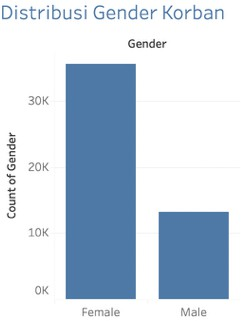 Distribusi Gender Korban
Gender
Count of Gender
30K
20K
10K
0K
Female Male